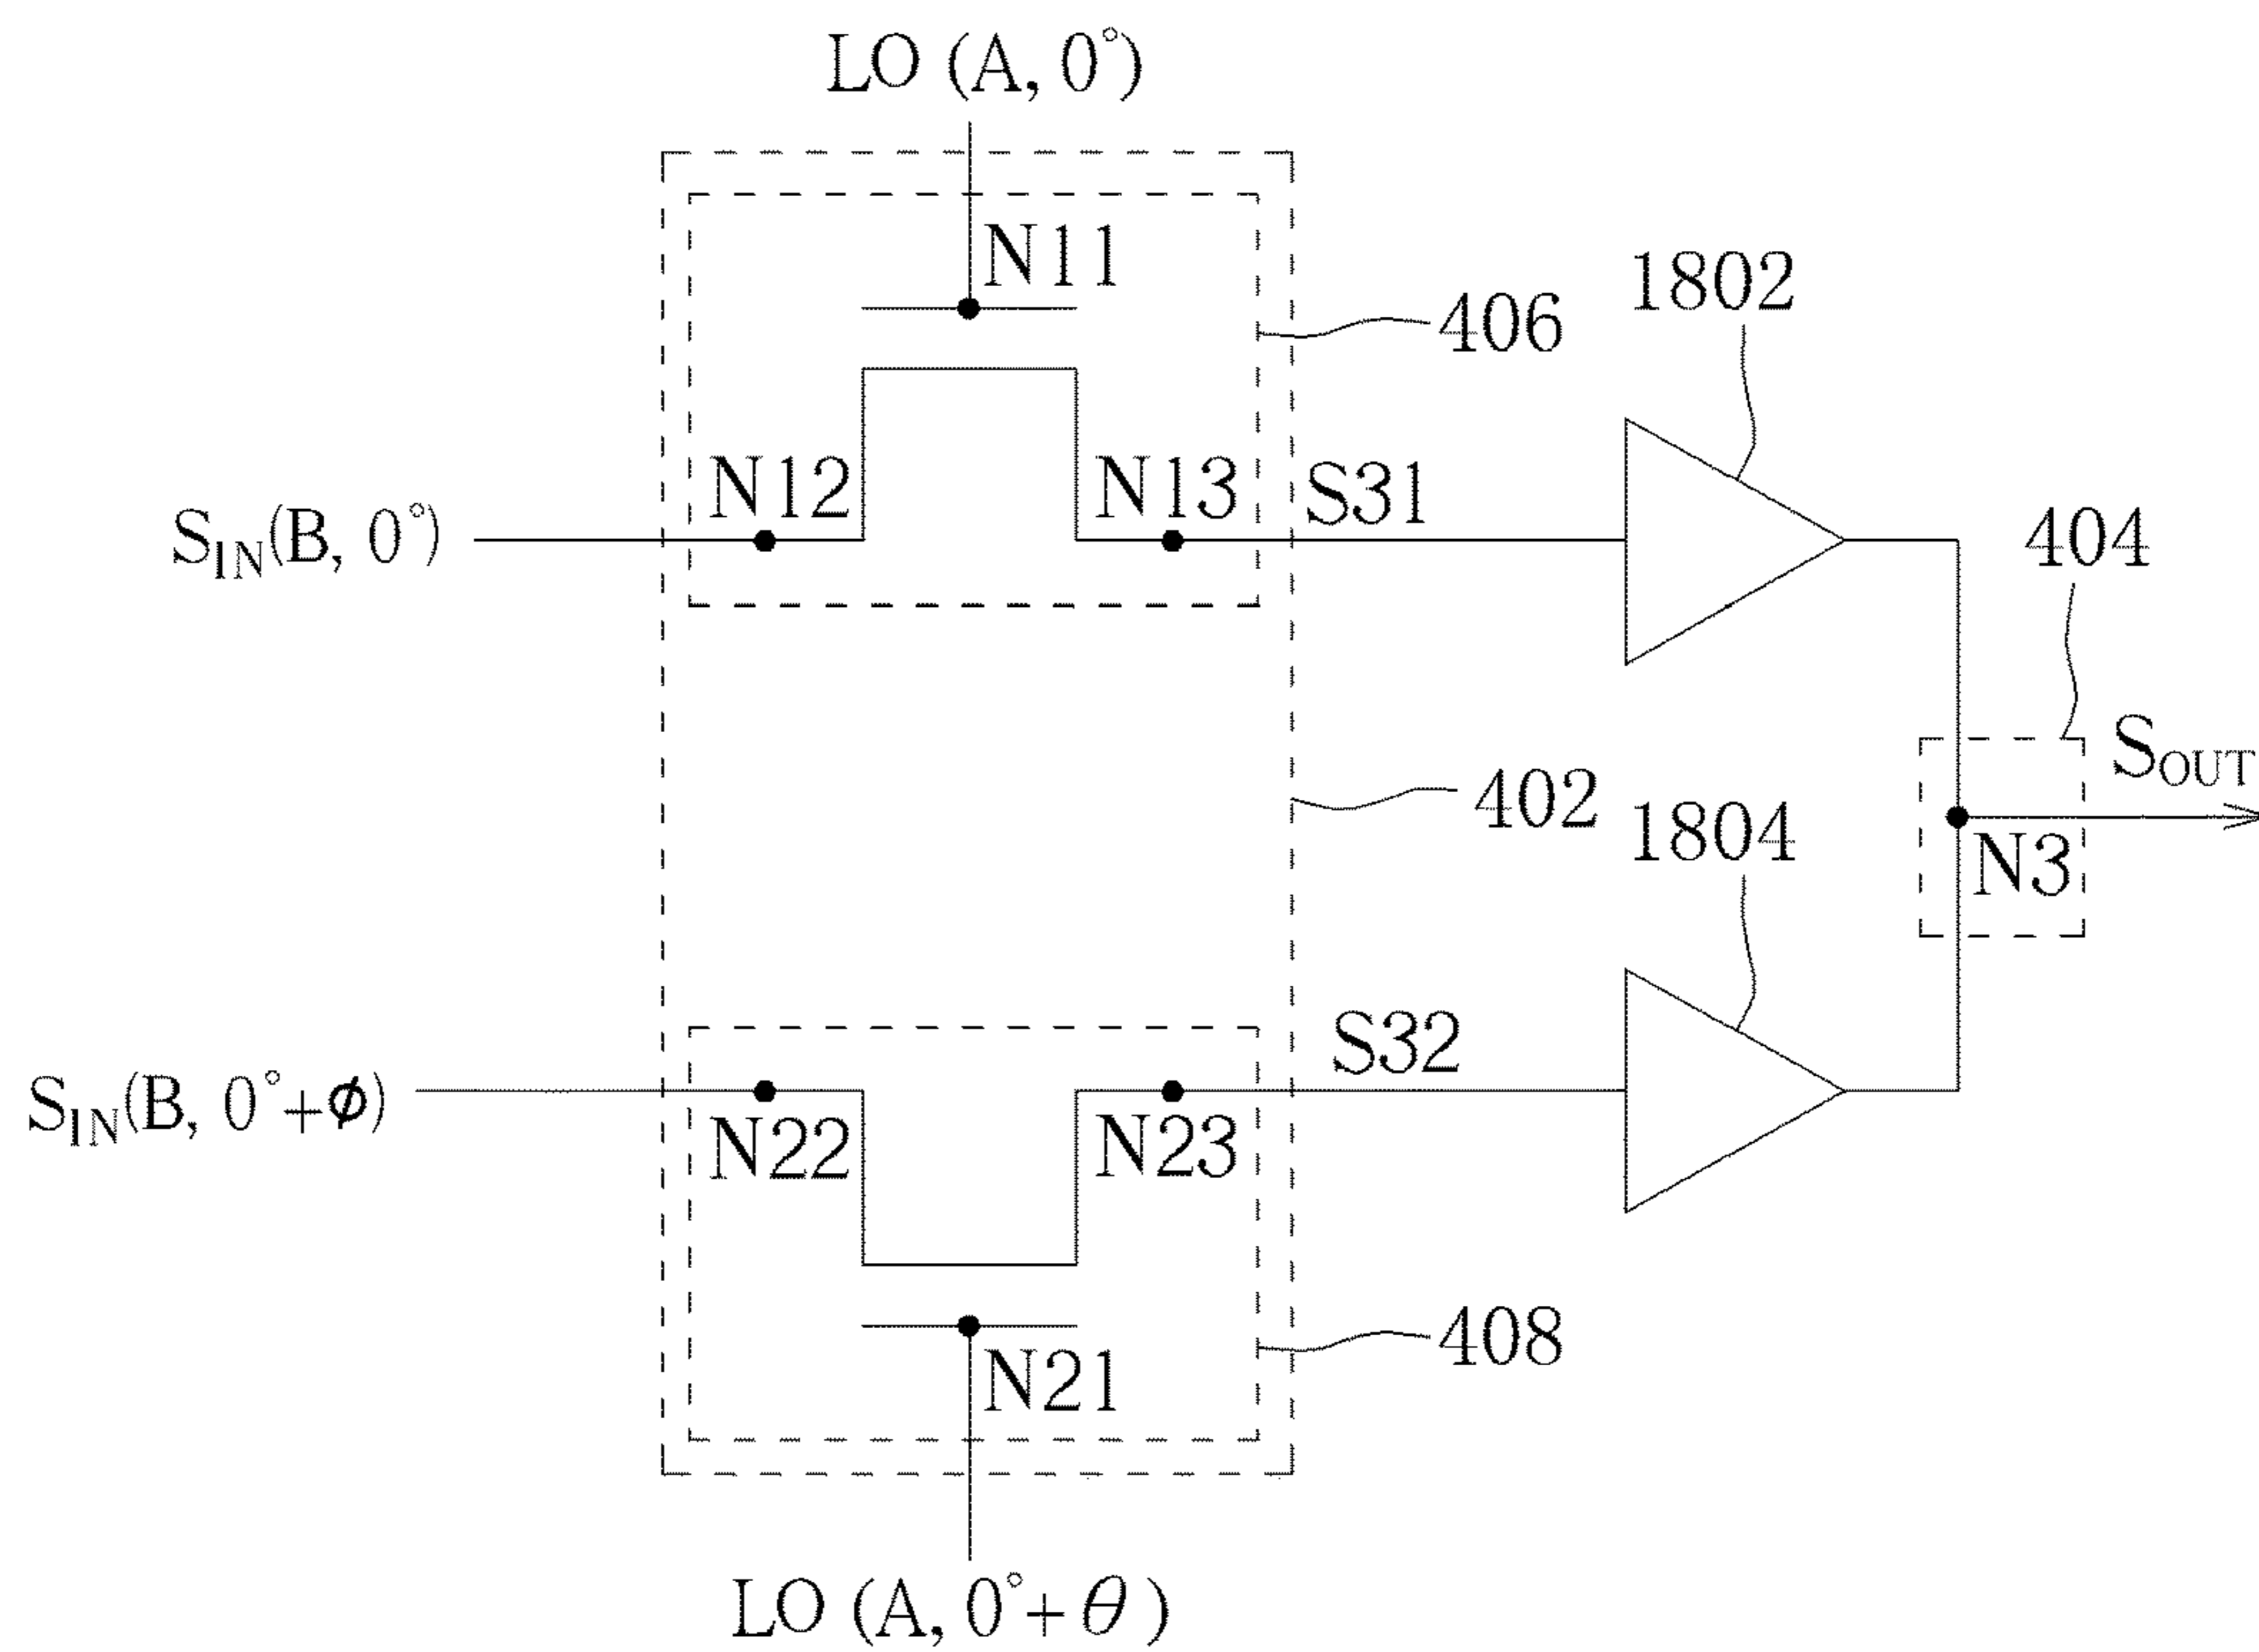 LO (A, 0°)
N11
406
1802
N12
N13
S31
404
S_IN(B, 0°)
S_OUT
402
1804
N3
S32
S_IN(B, 0°+ϕ)
N22
N23
408
N21
LO (A, 0°+θ)